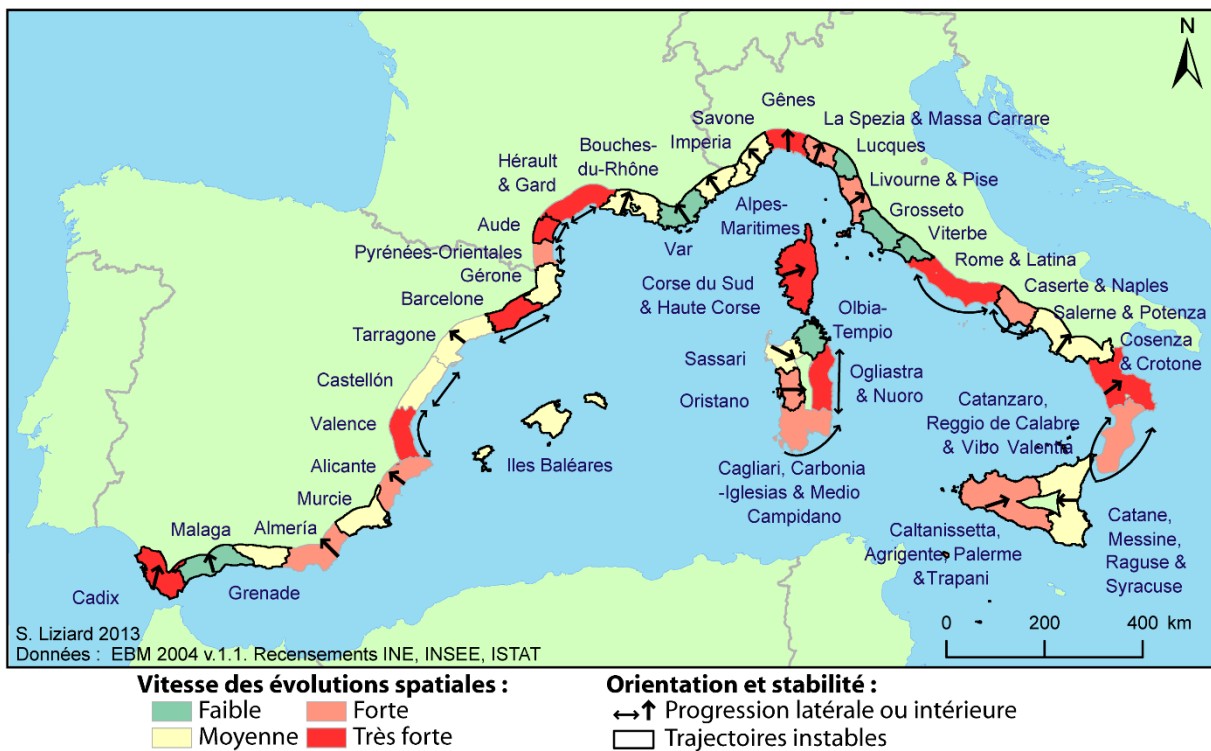 N
Gênes
Savone
La Spezia & Massa Carrare
Imperia
Lucques
Bouches-
du-Rhône
Hérault
& Gard
Livourne & Pise
Grosseto
Alpes-
Maritimes
Viterbe
Aude
Var
Rome & Latina
Pyrénées-Orientales
Gérone
Corse du Sud
& Haute Corse
Caserte & Naples
Barcelone
Olbia-
Tempio
Salerne & Potenza
Tarragone
Cosenza
& Crotone
Sassari
Castellón
Ogliastra
& Nuoro
Oristano
Catanzaro,
Reggio de Calabre
& Vibo Valentia
Valence
Alicante
Iles Baléares
Cagliari, Carbonia
-Iglesias & Medio
Campidano
Murcie
Malaga
Almería
Caltanissetta,
Agrigente, Palerme
&Trapani
Catane,
Messine,
Raguse &
Syracuse
Cadix
Grenade
0 200 400 km
S. Liziard 2013
Données : EBM 2004 v.1.1. Recensements INE, INSEE, ISTAT
Vitesse des évolutions spatiales :
Faible
Forte
Moyenne
Très forte
Orientation et stabilité :
Progression latérale ou intérieure
Trajectoires instables